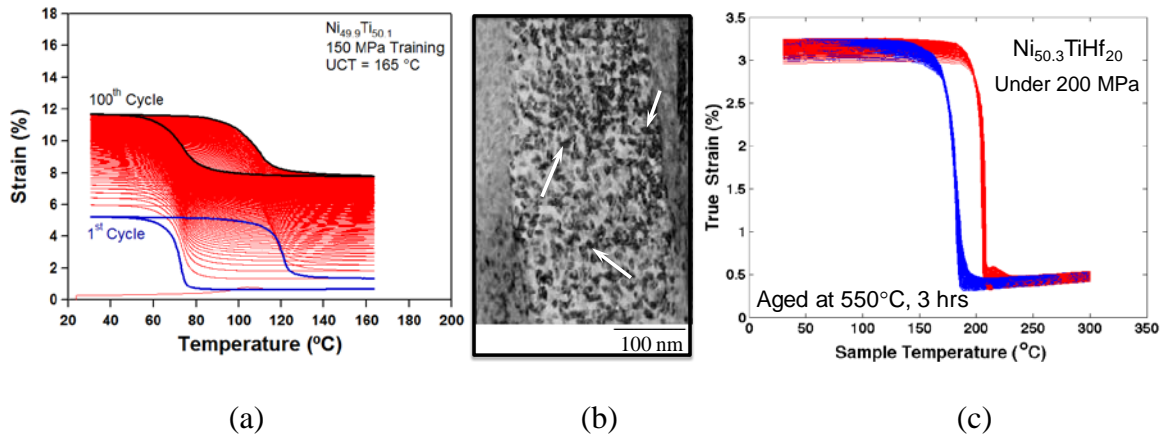 Ni49.9Ti50.1
150 MPa Training
UCT = 165 °C
100th Cycle
1st Cycle
Strain (%)
18
16
14
12
10
8
6
4
2
0
20 40 60 80 100 120 140 160 180 200
Temperature (ºC)
(a)
100 nm
(b)
Ni50.3TiHf20
Under 200 MPa
Aged at 550°C, 3 hrs
True Strain (%)
3.5
3.0
2.5
2
1.5
1.0
0.5
0
0 50 100 150 200 250 300 350
Sample Temperature (°C)
(c)